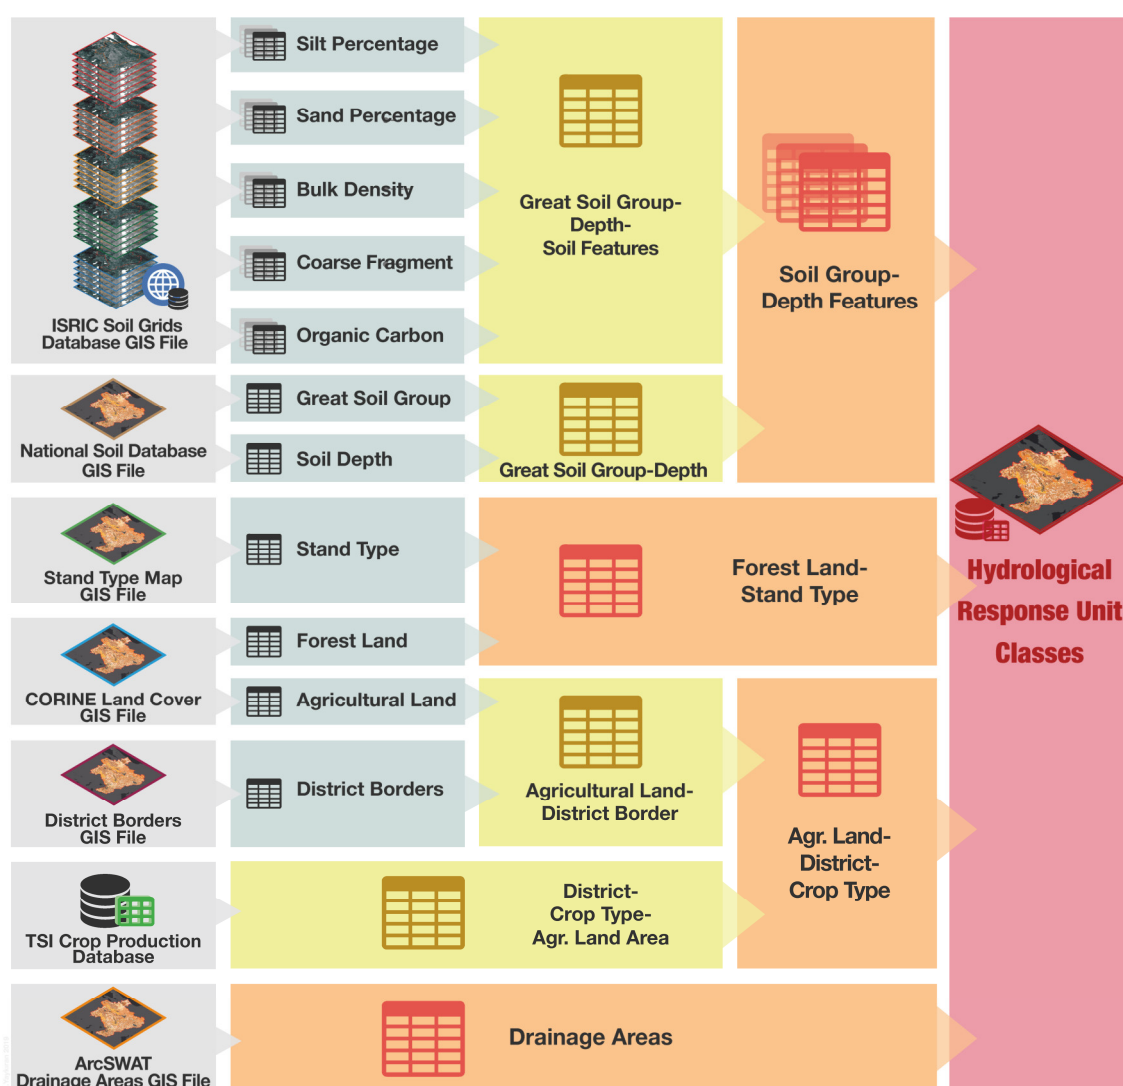 Silt Percentage
Sand Percentage
Bulk Density
Coarse Fragment
Organic Carbon
ISRIC Soil Grids
Database GIS File
Great Soil Group-
Depth-
Soil Features
Soil Group-
Depth Features
National Soil Database
GIS File
Great Soil Group
Soil Depth
Great Soil Group-Depth
Stand Type Map
GIS File
Stand Type
Forest Land-
Stand Type
Forest Land
CORINE Land Cover
GIS File
Agricultural Land
District Borders
GIS File
District Borders
Agricultural Land-
District Border
Agr. Land-
District-
Crop Type
TSI Crop Production
Database
District-
Crop Type-
Agr. Land Area
ArcSWAT
Drainage Areas GIS File
Drainage Areas
Hydrological
Response Unit
Classes